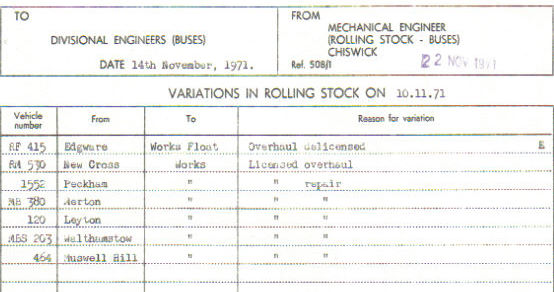 TO
DIVISIONAL ENGINEERS (BUSES)
DATE 14th November, 1971.
FROM
MECHANICAL ENGINEER
(ROLLING STOCK - BUSES)
CHISWICK
Ref. 508/1
22 NOV 1971
VARIATIONS IN ROLLING STOCK ON 10.11.71
Vehicle number From To Reason for variation
RF 415 Edgware Works Float Overhaul delicensed E
RM 530 New Cross Works Licensed overhaul
1552 Peckham " " repair
MB 380 Merton " " "
120 Leyton " " "
MBS 203 Walthamstow " " "
464 Muswell Hill " " "